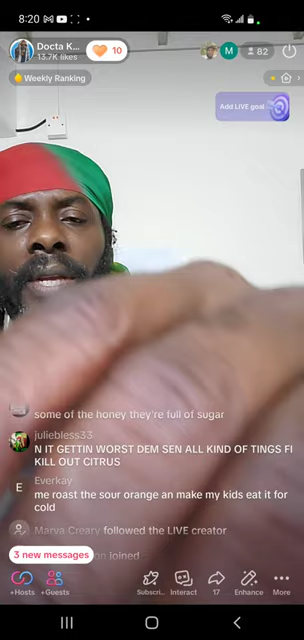 8:20
Docta K...
10
13.7K likes
M
82
Weekly Ranking
Add LIVE goal
some of the honey they're full of sugar
juliebless33
N IT GETTIN WORST DEM SEN ALL KIND OF TINGS FI
KILL OUT CITRUS
E
Everkay
me roast the sour orange an make my kids eat it for
cold
Marva Creary followed the LIVE creator
3 new messages
joined
+Hosts
+Guests
Subscri...
Interact
17
Enhance
More